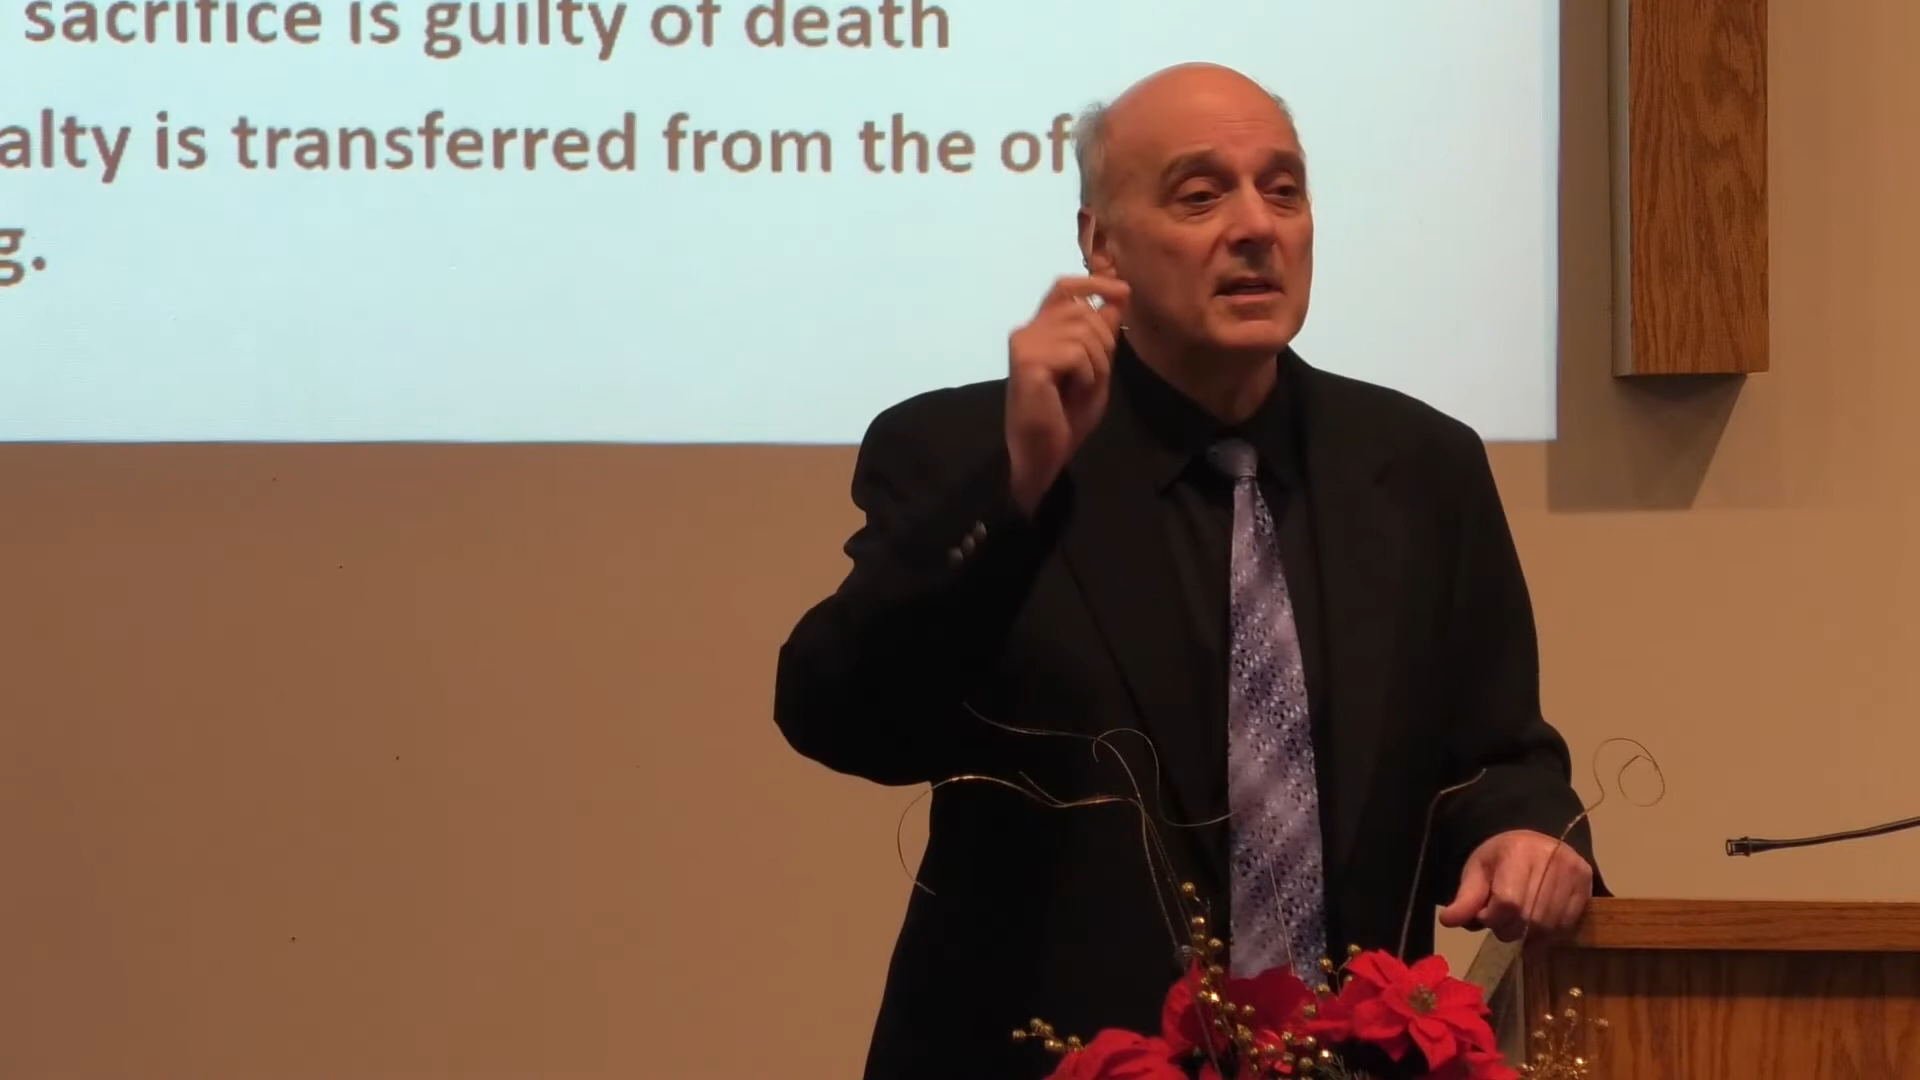 sacrifice is guilty of death
alty is transferred from the of
g.